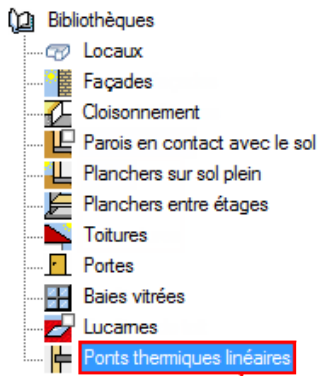 Bibliothèques
Locaux
Façades
Cloisonnement
Parois en contact avec le sol
Planchers sur sol plein
Planchers entre étages
Toitures
Portes
Baies vitrées
Lucarnes
Ponts thermiques linéaires